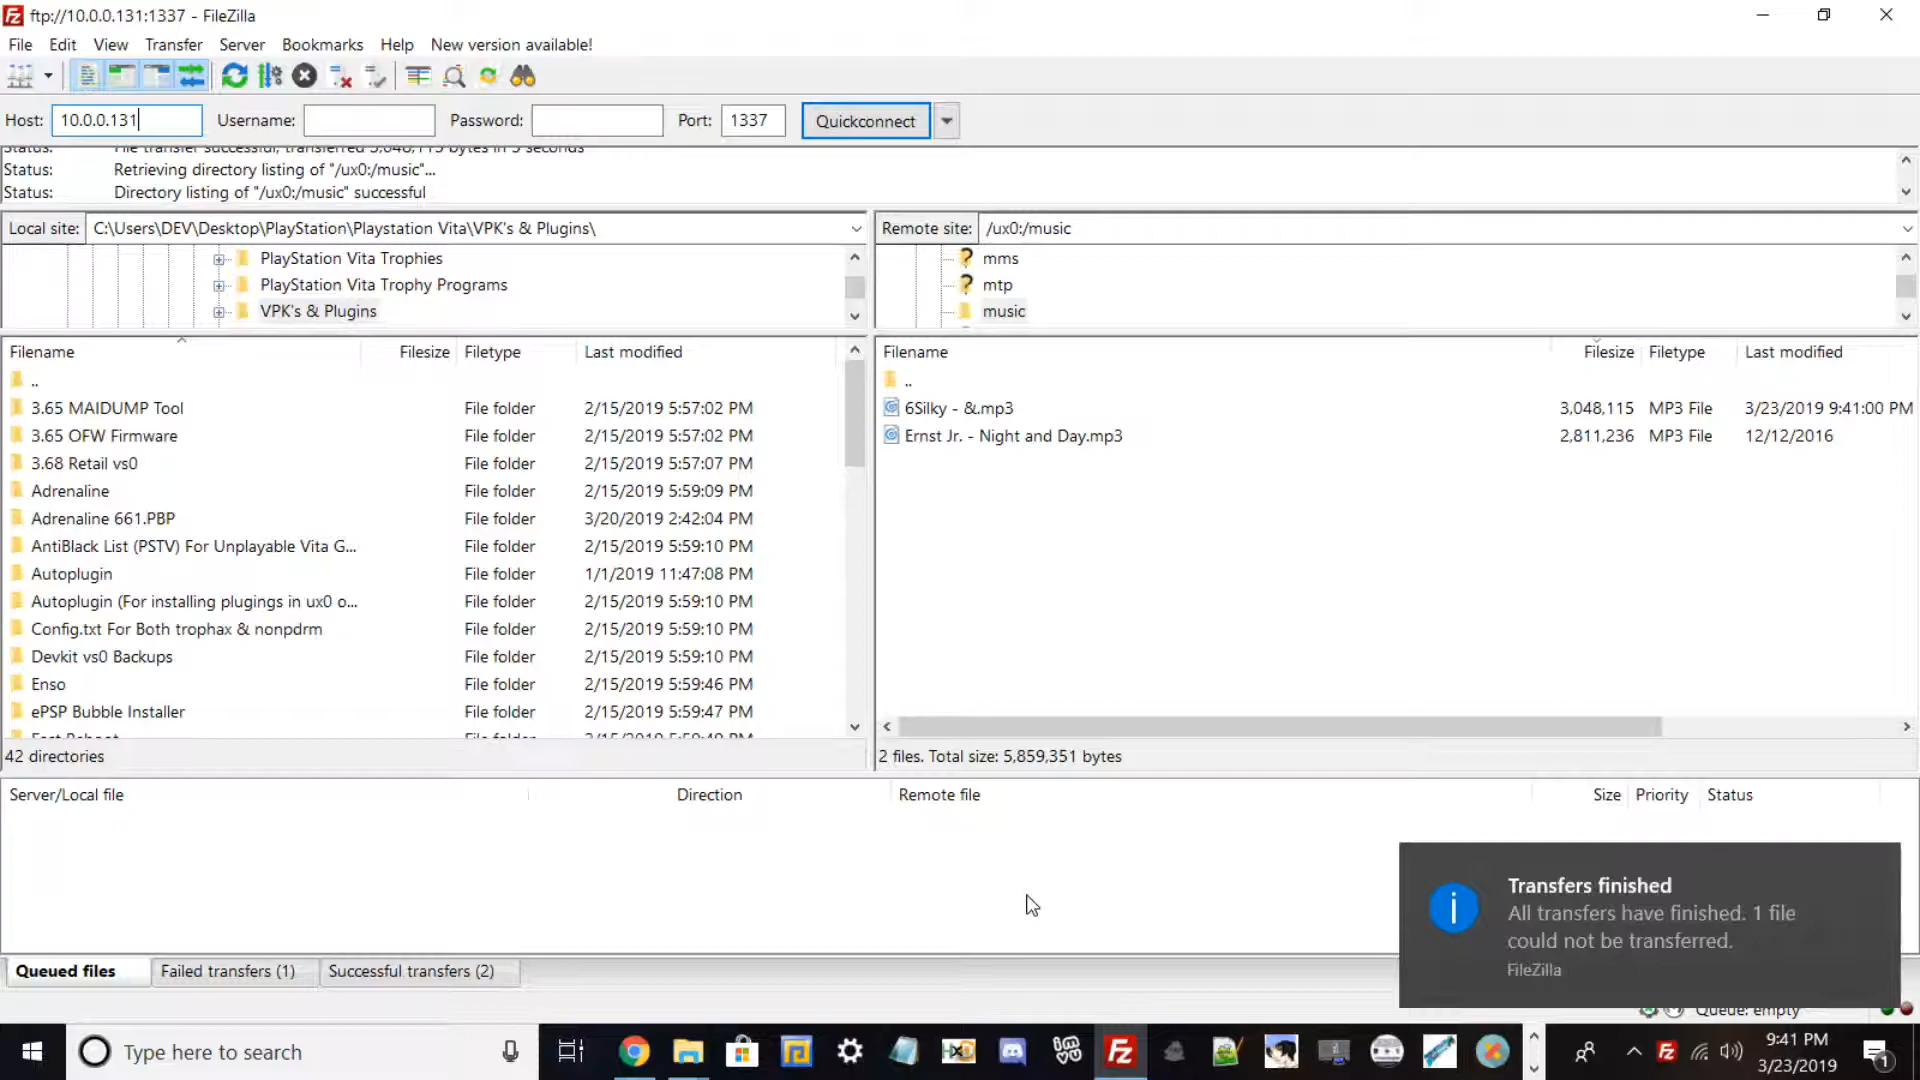 ftp://10.0.0.131:1337 - FileZilla
File Edit View Transfer Server Bookmarks Help New version available!
Host: 10.0.0.131 Username: Password: Port: 1337 Quickconnect
Status: File transfer successful, transferred 3,048,115 bytes in 3 seconds
Status: Retrieving directory listing of "/ux0:/music"...
Status: Directory listing of "/ux0:/music" successful
Local site: C:\Users\DEV\Desktop\PlayStation\Playstation Vita\VPK's & Plugins\
PlayStation Vita Trophies
PlayStation Vita Trophy Programs
VPK's & Plugins
Remote site: /ux0:/music
mms
mtp
music
Filename Filesize Filetype Last modified
..
3.65 MAIDUMP Tool File folder 2/15/2019 5:57:02 PM
3.65 OFW Firmware File folder 2/15/2019 5:57:02 PM
3.68 Retail vs0 File folder 2/15/2019 5:57:07 PM
Adrenaline File folder 2/15/2019 5:59:09 PM
Adrenaline 661.PBP File folder 3/20/2019 2:42:04 PM
AntiBlack List (PSTV) For Unplayable Vita G... File folder 2/15/2019 5:59:10 PM
Autoplugin File folder 1/1/2019 11:47:08 PM
Autoplugin (For installing plugings in ux0 o... File folder 2/15/2019 5:59:10 PM
Config.txt For Both trophax & nonpdrm File folder 2/15/2019 5:59:10 PM
Devkit vs0 Backups File folder 2/15/2019 5:59:10 PM
Enso File folder 2/15/2019 5:59:46 PM
ePSP Bubble Installer File folder 2/15/2019 5:59:47 PM
42 directories
Filename Filesize Filetype Last modified
..
6Silky - &.mp3 3,048,115 MP3 File 3/23/2019 9:41:00 PM
Ernst Jr. - Night and Day.mp3 2,811,236 MP3 File 12/12/2016
2 files. Total size: 5,859,351 bytes
Server/Local file Direction Remote file Size Priority Status
Transfers finished
All transfers have finished. 1 file
could not be transferred.
FileZilla
Queued files Failed transfers (1) Successful transfers (2)
Queue: empty
Type here to search
9:41 PM
3/23/2019
1